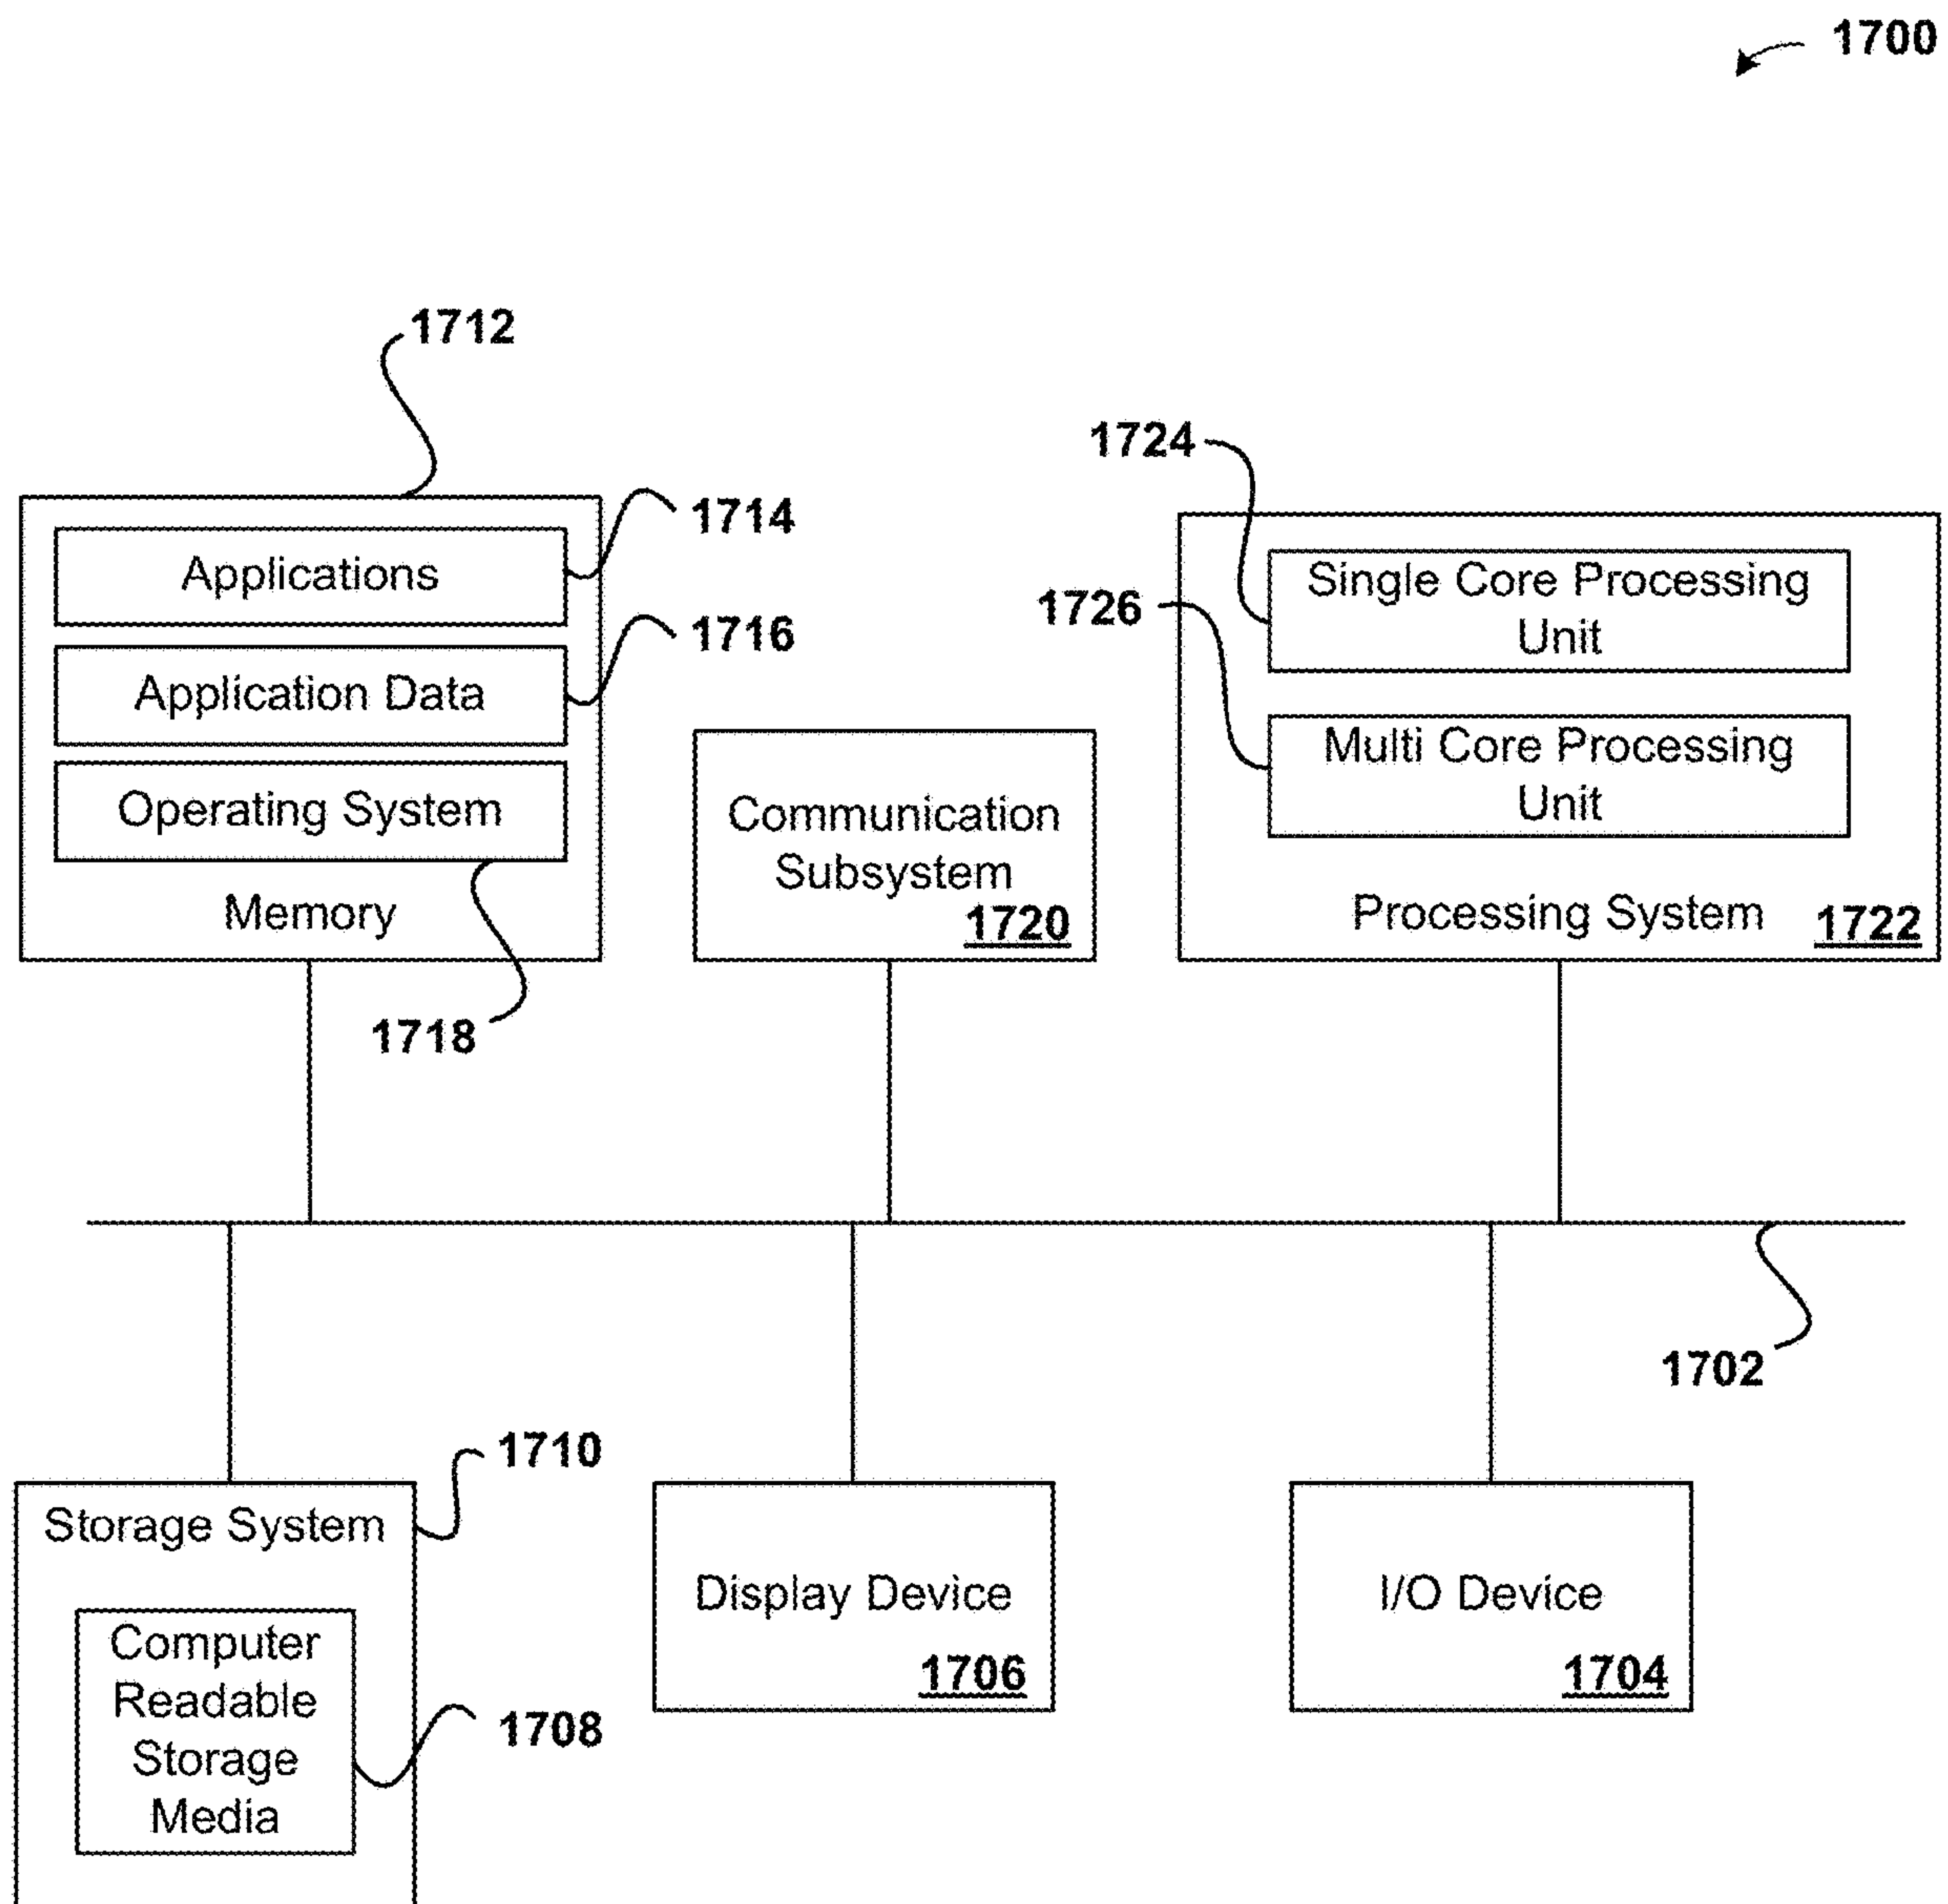 1700
1712
1724
1714
Applications
Single Core Processing
Unit
1726
1716
Application Data
Multi Core Processing
Unit
Operating System
Communication
Subsystem
1720
Memory
Processing System
1722
1718
1702
1710
Storage System
Display Device
1706
I/O Device
1704
Computer
Readable
Storage
Media
1708